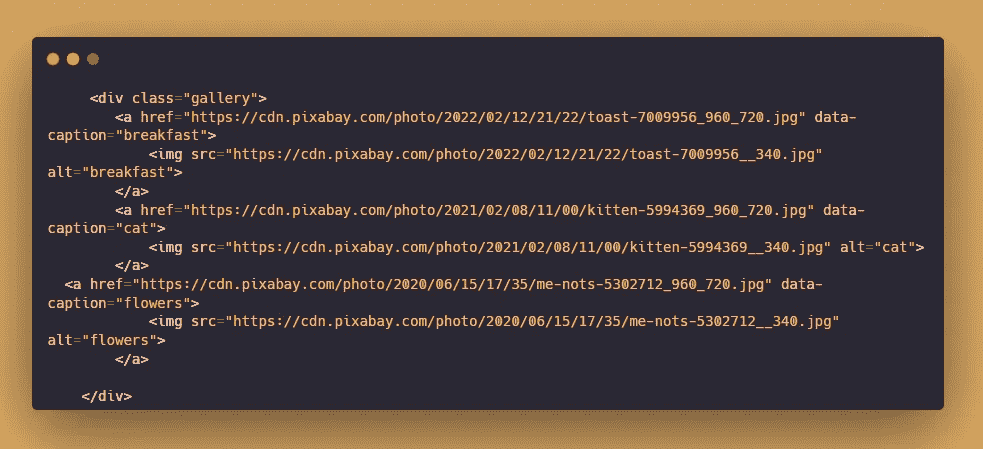 <div class="gallery">
<a href="https://cdn.pixabay.com/photo/2022/02/12/21/22/toast-7009956_960_720.jpg" data-
caption="breakfast">
<img src="https://cdn.pixabay.com/photo/2022/02/12/21/22/toast-7009956__340.jpg"
alt="breakfast">
</a>
<a href="https://cdn.pixabay.com/photo/2021/02/08/11/00/kitten-5994369_960_720.jpg" data-
caption="cat">
<img src="https://cdn.pixabay.com/photo/2021/02/08/11/00/kitten-5994369__340.jpg" alt="cat">
</a>
<a href="https://cdn.pixabay.com/photo/2020/06/15/17/35/me-nots-5302712_960_720.jpg" data-
caption="flowers">
<img src="https://cdn.pixabay.com/photo/2020/06/15/17/35/me-nots-5302712__340.jpg"
alt="flowers">
</a>
</div>